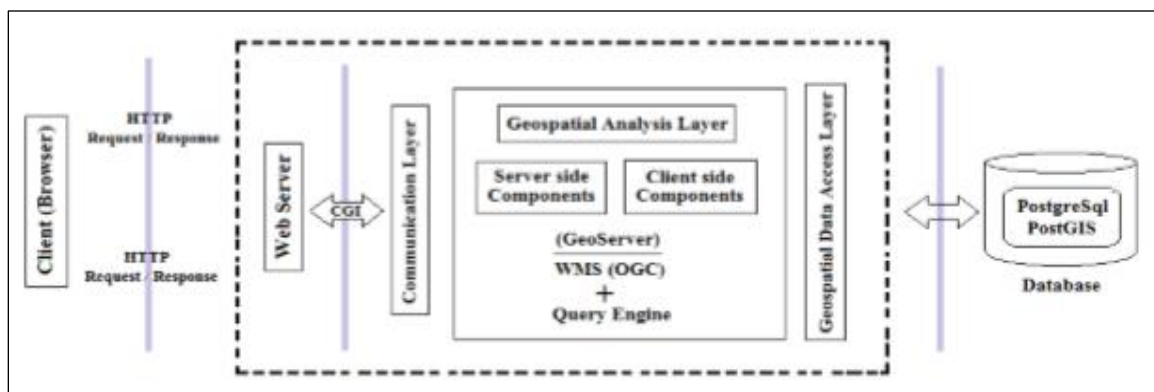 Client (Browser)
HTTP
Request / Response
HTTP
Request / Response
Web Server
CGI
Communication Layer
Geospatial Analysis Layer
Server side
Components
Client side
Components
(GeoServer)
WMS (OGC)
+
Query Engine
Geospatial Data Access Layer
PostgreSql
PostGIS
Database